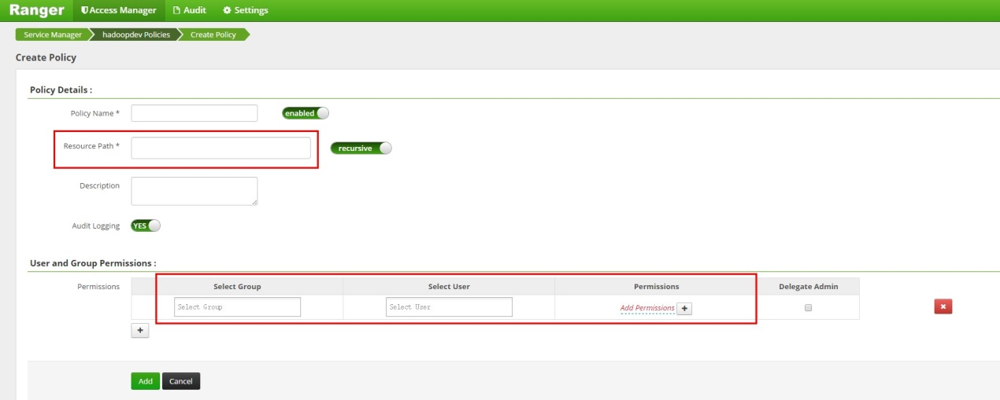 Ranger Access Manager Audit Settings
Service Manager hadoopdev Policies Create Policy
Create Policy
Policy Details :
Policy Name * enabled
Resource Path * recursive
Description
Audit Logging YES
User and Group Permissions :
Permissions Select Group Select User Permissions Delegate Admin
Select Group Select User Add Permissions +
+
Add Cancel